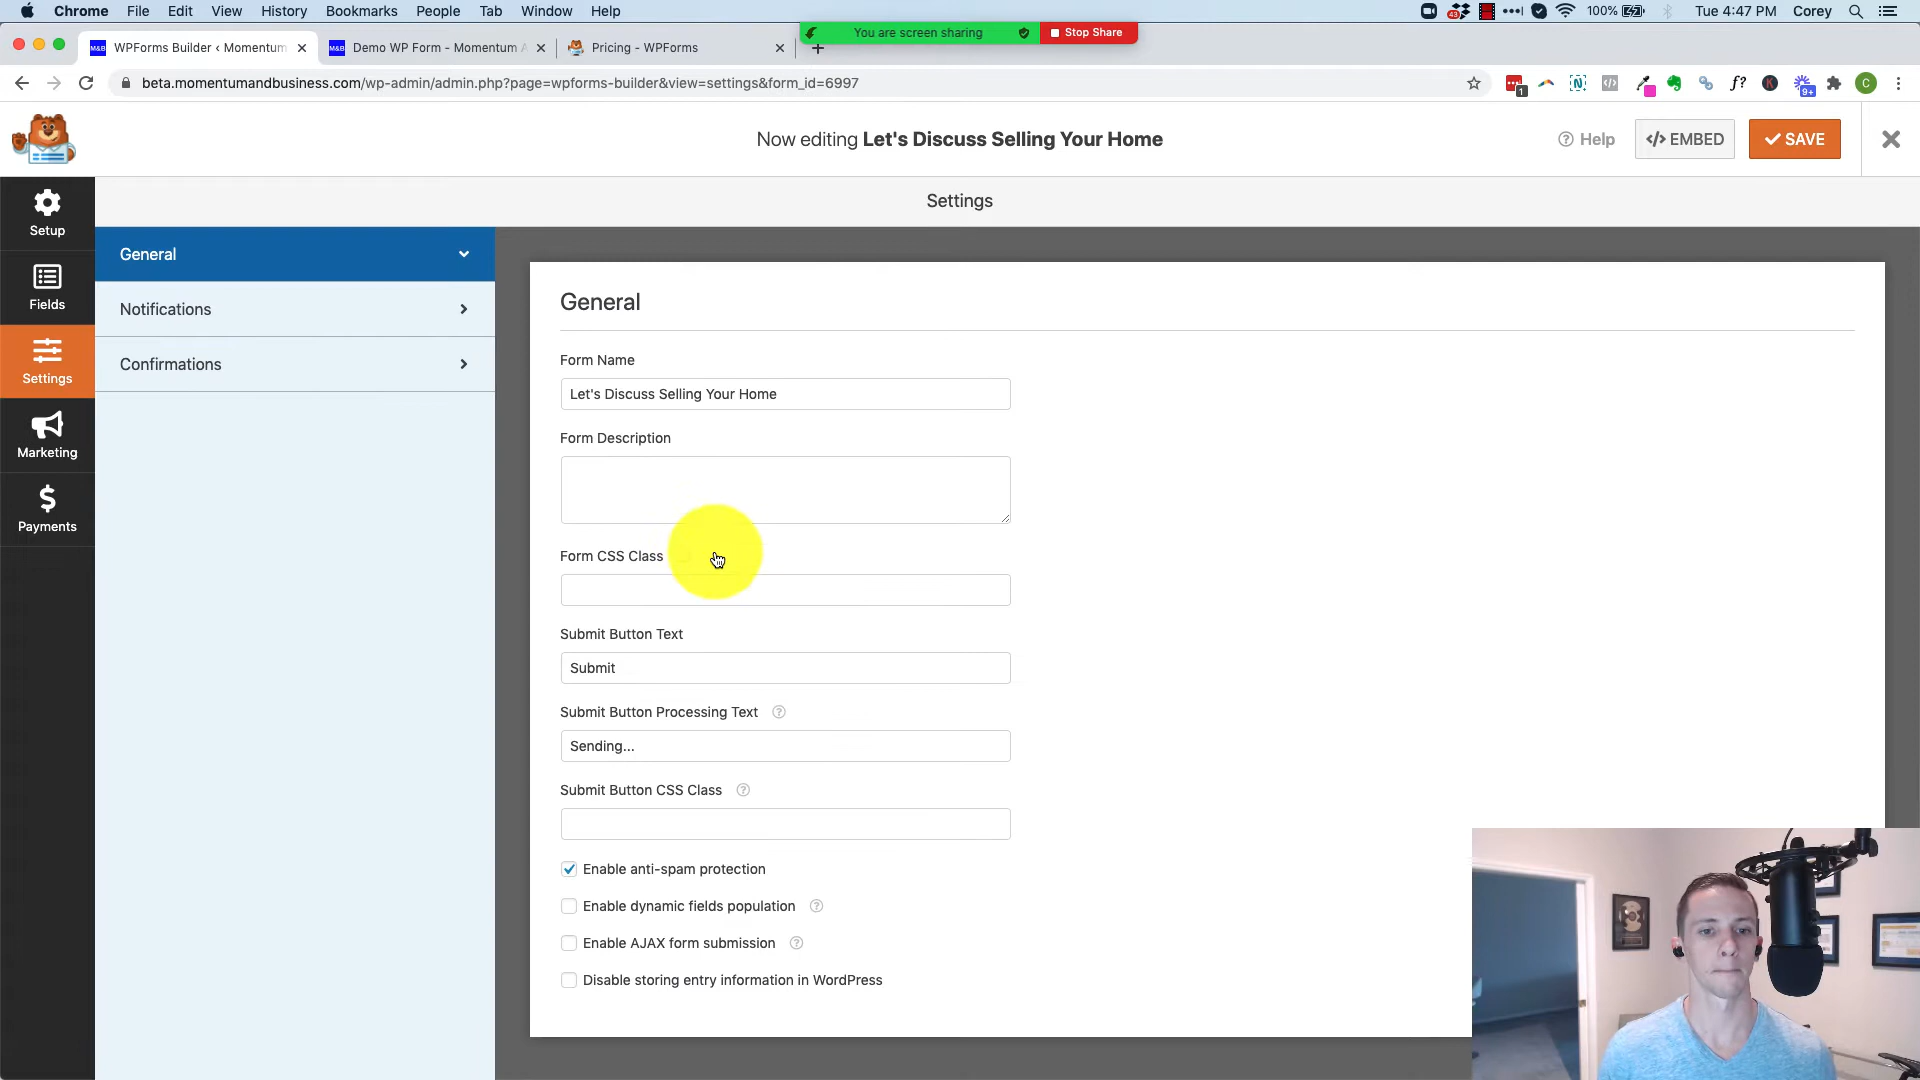 Chrome File Edit View History Bookmarks People Tab Window Help
43 100% Tue 4:47 PM Corey
You are screen sharing Stop Share
M&B WPForms Builder ‹ Momentum
M&B Demo WP Form - Momentum A
Pricing - WPForms
beta.momentumandbusiness.com/wp-admin/admin.php?page=wpforms-builder&view=settings&form_id=6997
1 N </> f? K 9+ C
Now editing Let's Discuss Selling Your Home
? Help
</> EMBED
SAVE
Settings
Setup
Fields
Settings
Marketing
$
Payments
General
Notifications
Confirmations
General
Form Name
Let's Discuss Selling Your Home
Form Description
Form CSS Class
Submit Button Text
Submit
Submit Button Processing Text ?
Sending...
Submit Button CSS Class ?
Enable anti-spam protection
Enable dynamic fields population ?
Enable AJAX form submission ?
Disable storing entry information in WordPress